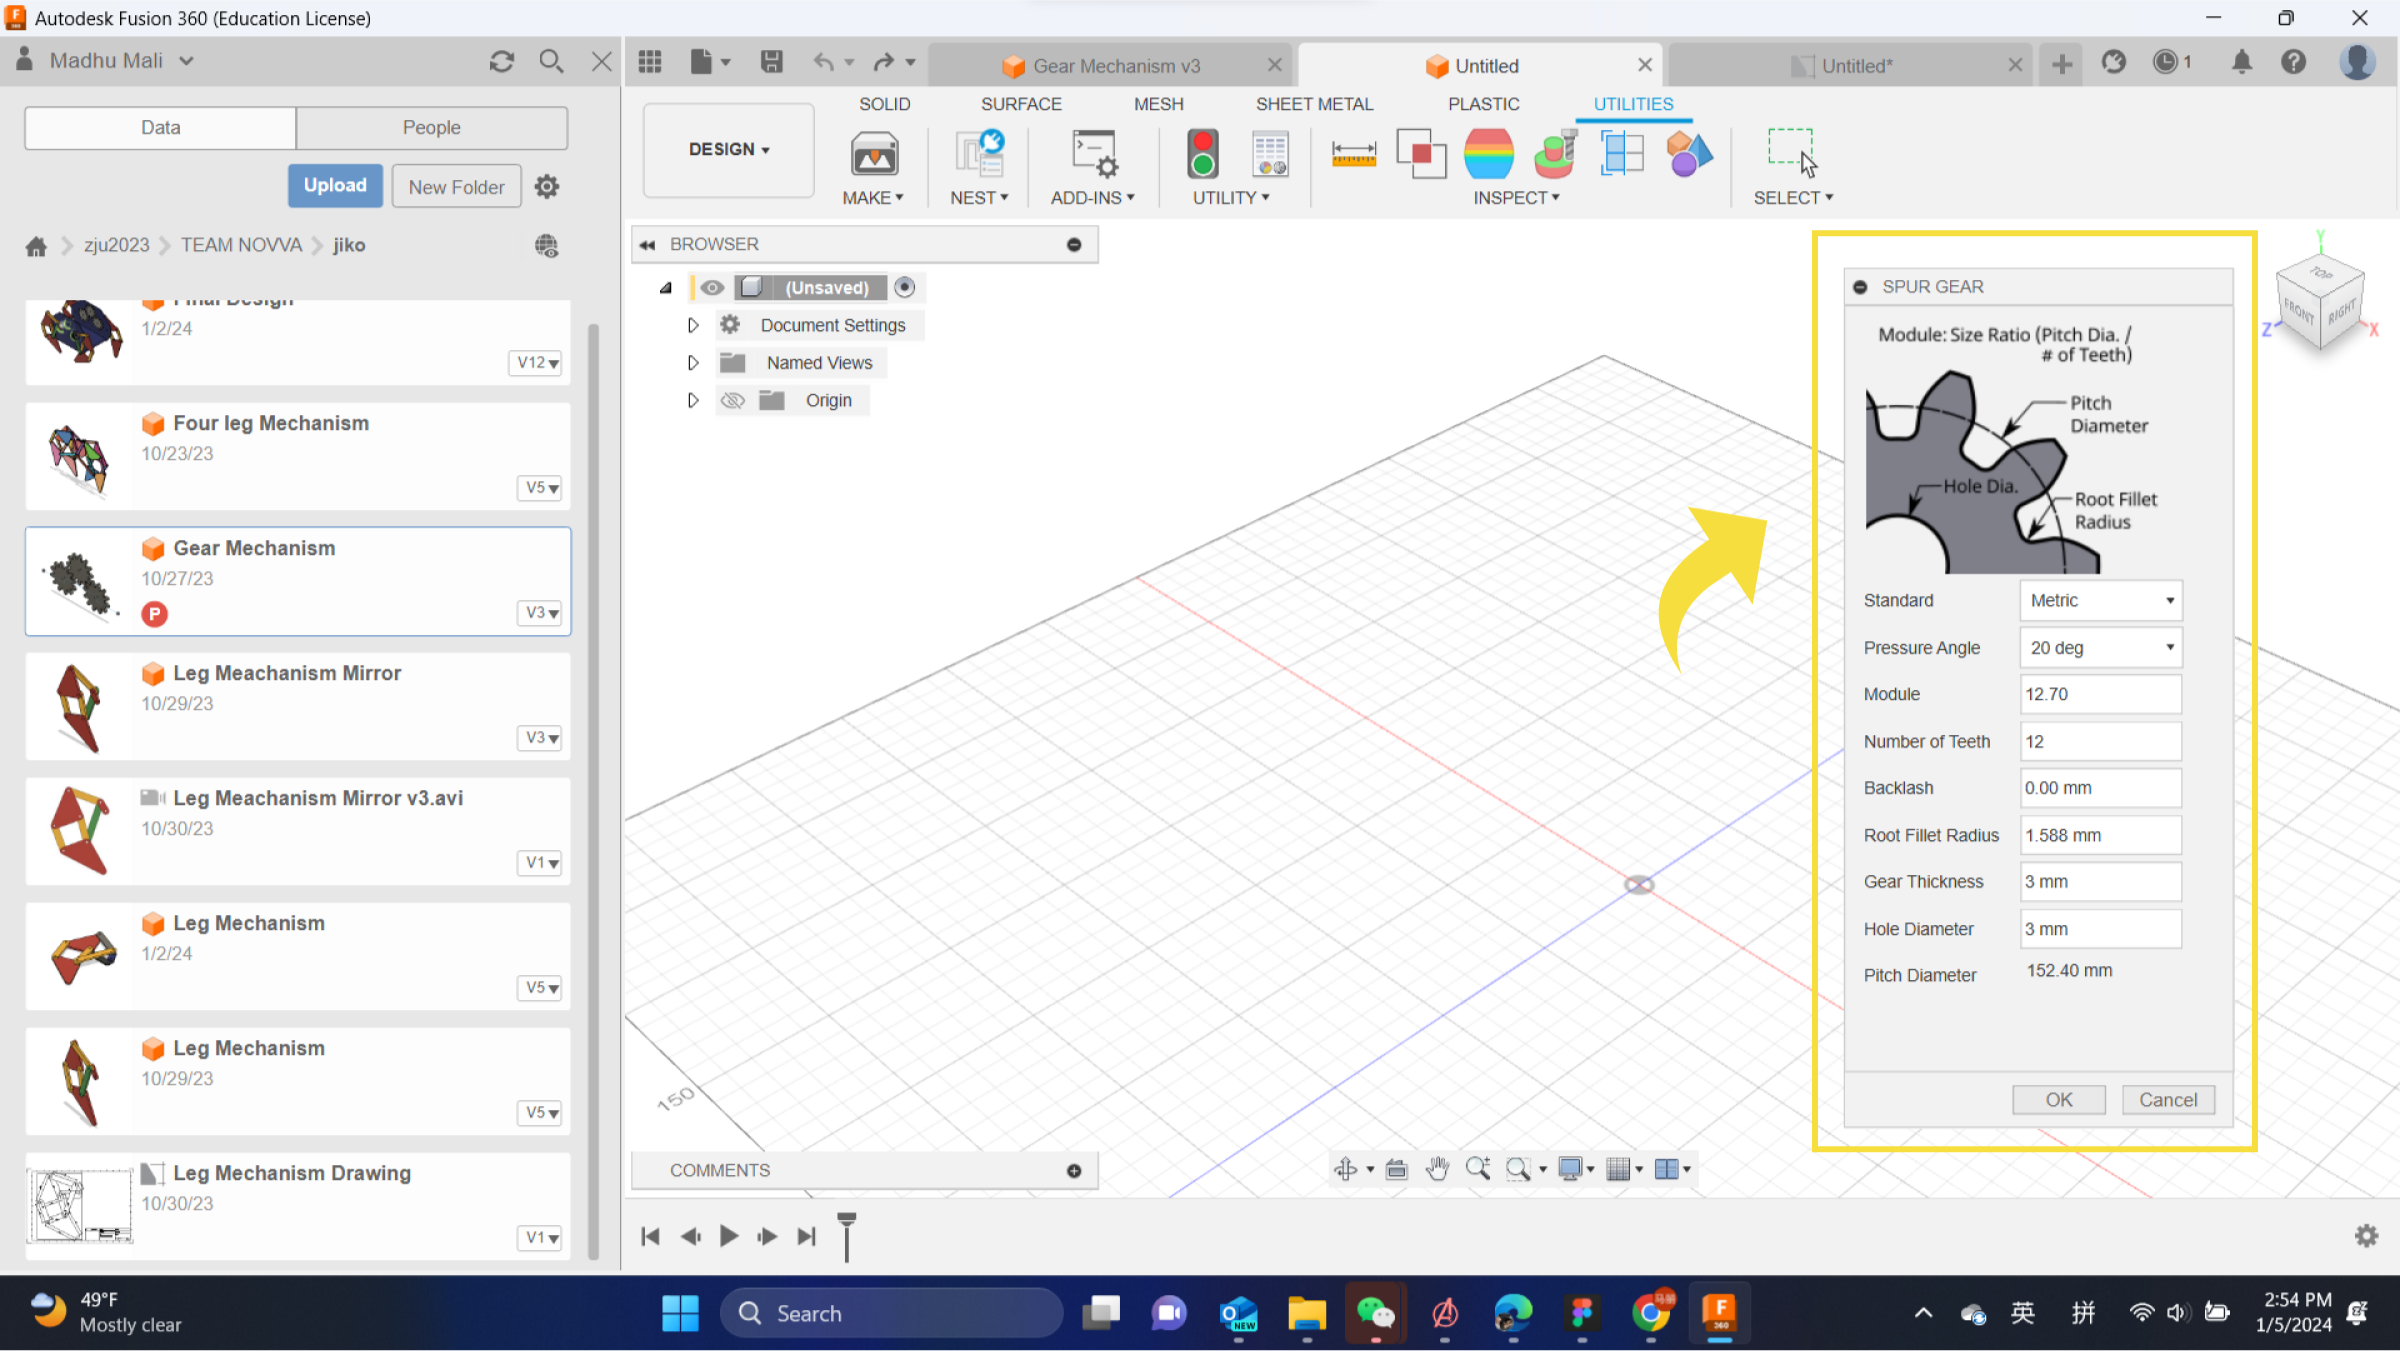 Autodesk Fusion 360 (Education License)
Madhu Mali
Gear Mechanism v3
Untitled
Untitled*
1
Data
People
Upload
New Folder
zju2023
TEAM NOVVA
jiko
Final Design
1/2/24
V12
Four leg Mechanism
10/23/23
V5
Gear Mechanism
10/27/23
P
V3
Leg Meachanism Mirror
10/29/23
V3
Leg Meachanism Mirror v3.avi
10/30/23
V1
Leg Mechanism
1/2/24
V5
Leg Mechanism
10/29/23
V5
Leg Mechanism Drawing
10/30/23
V1
DESIGN
SOLID
SURFACE
MESH
SHEET METAL
PLASTIC
UTILITIES
MAKE
NEST
ADD-INS
UTILITY
INSPECT
SELECT
BROWSER
(Unsaved)
Document Settings
Named Views
Origin
150
Y
TOP
FRONT
RIGHT
Z
X
SPUR GEAR
Module: Size Ratio (Pitch Dia. /
# of Teeth)
Pitch
Diameter
Hole Dia.
Root Fillet
Radius
Standard
Metric
Pressure Angle
20 deg
Module
12.70
Number of Teeth
12
Backlash
0.00 mm
Root Fillet Radius
1.588 mm
Gear Thickness
3 mm
Hole Diameter
3 mm
Pitch Diameter
152.40 mm
OK
Cancel
COMMENTS
49°F
Mostly clear
Search
NEW
F
360
英
拼
2:54 PM
1/5/2024